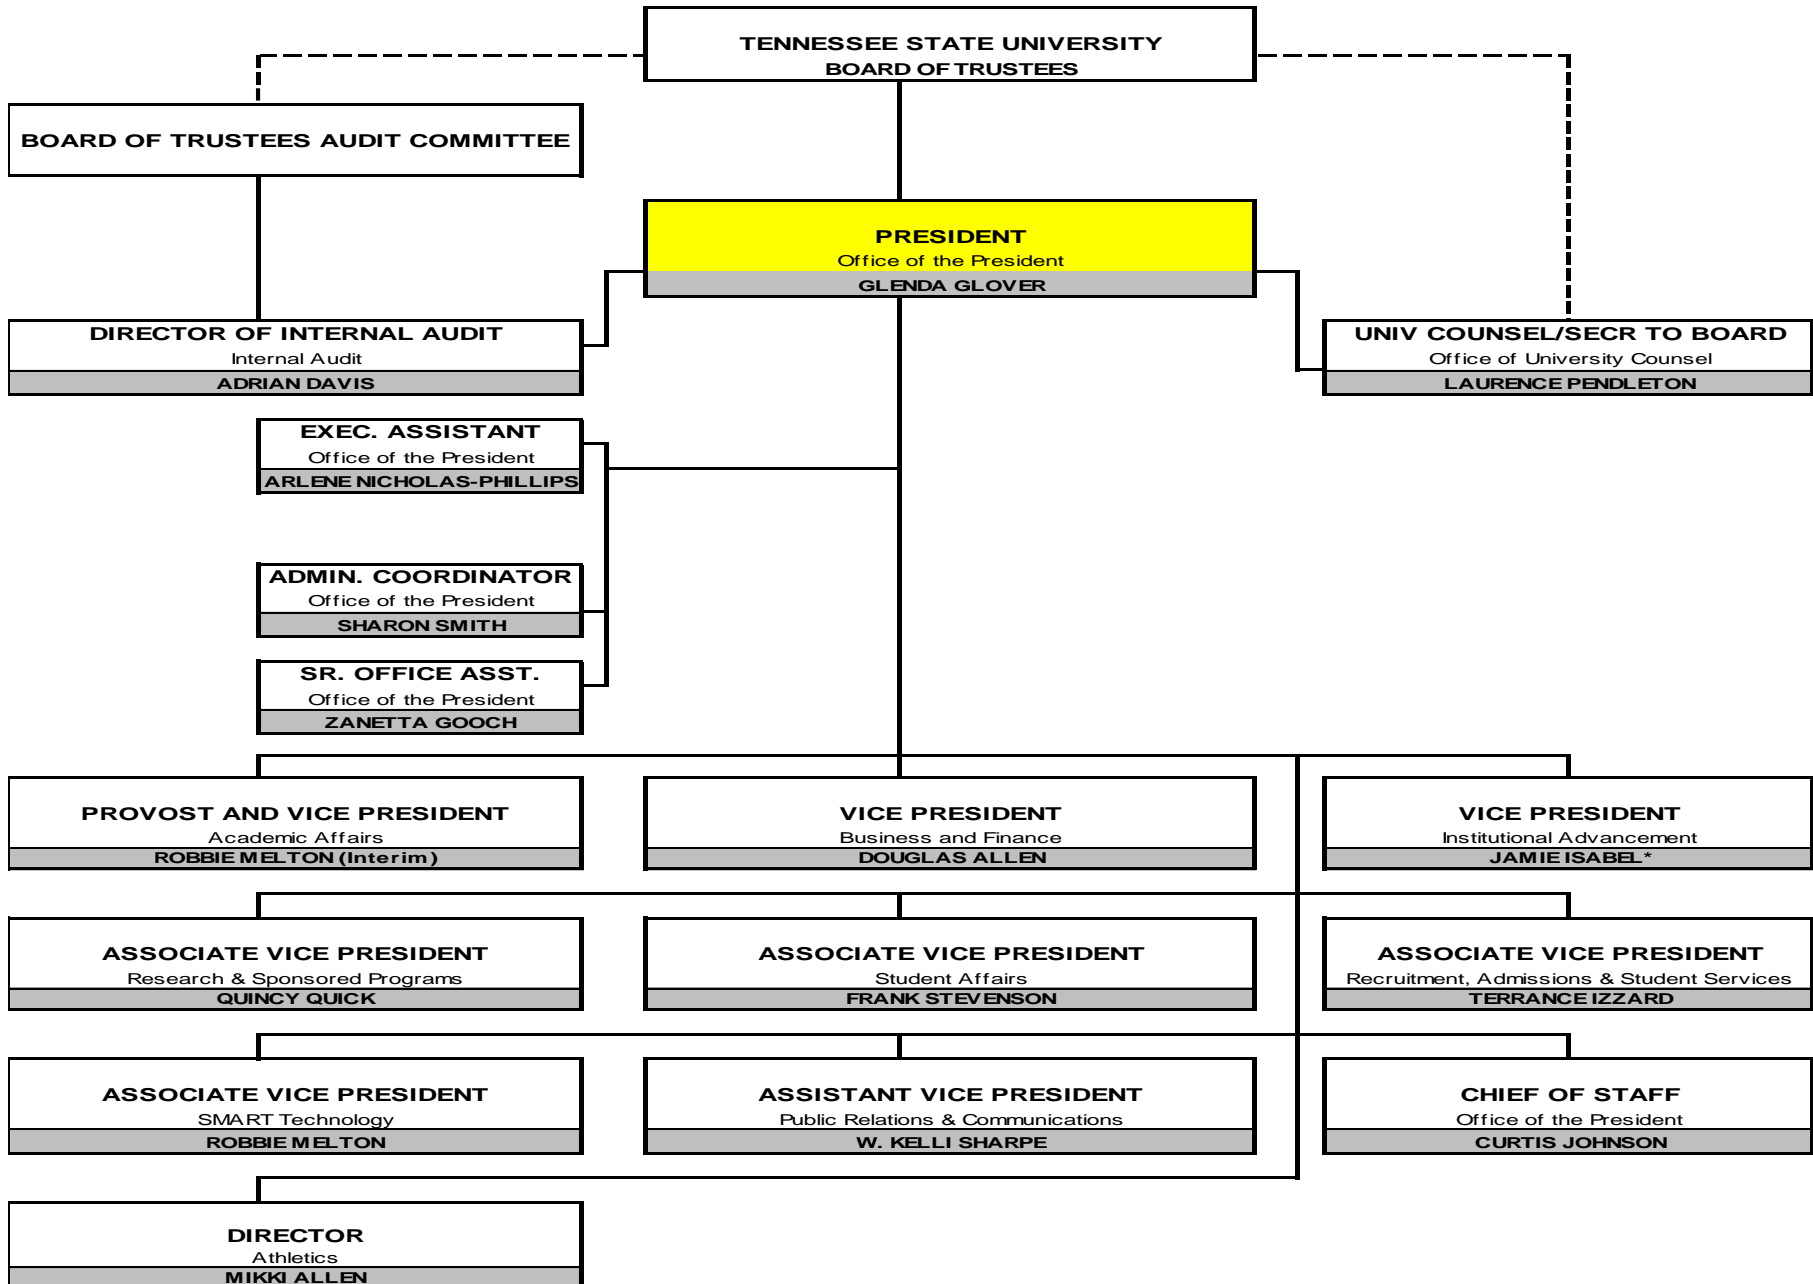 TENNESSEE STATE UNIVERSITY
BOARD OF TRUSTEES
BOARD OF TRUSTEES AUDIT COMMITTEE
PRESIDENT
Office of the President
GLENDA GLOVER
DIRECTOR OF INTERNAL AUDIT
Internal Audit
ADRIAN DAVIS
UNIV COUNSEL/SECR TO BOARD
Office of University Counsel
LAURENCE PENDLETON
EXEC. ASSISTANT
Office of the President
ARLENE NICHOLAS-PHILLIPS
ADMIN. COORDINATOR
Office of the President
SHARON SMITH
SR. OFFICE ASST.
Office of the President
ZANETTA GOOCH
PROVOST AND VICE PRESIDENT
Academic Affairs
ROBBIE MELTON (Interim)
VICE PRESIDENT
Business and Finance
DOUGLAS ALLEN
VICE PRESIDENT
Institutional Advancement
JAMIE ISABEL*
ASSOCIATE VICE PRESIDENT
Research & Sponsored Programs
QUINCY QUICK
ASSOCIATE VICE PRESIDENT
Student Affairs
FRANK STEVENSON
ASSOCIATE VICE PRESIDENT
Recruitment, Admissions & Student Services
TERRANCE IZZARD
ASSOCIATE VICE PRESIDENT
SMART Technology
ROBBIE MELTON
ASSISTANT VICE PRESIDENT
Public Relations & Communications
W. KELLI SHARPE
CHIEF OF STAFF
Office of the President
CURTIS JOHNSON
DIRECTOR
Athletics
MIKKI ALLEN